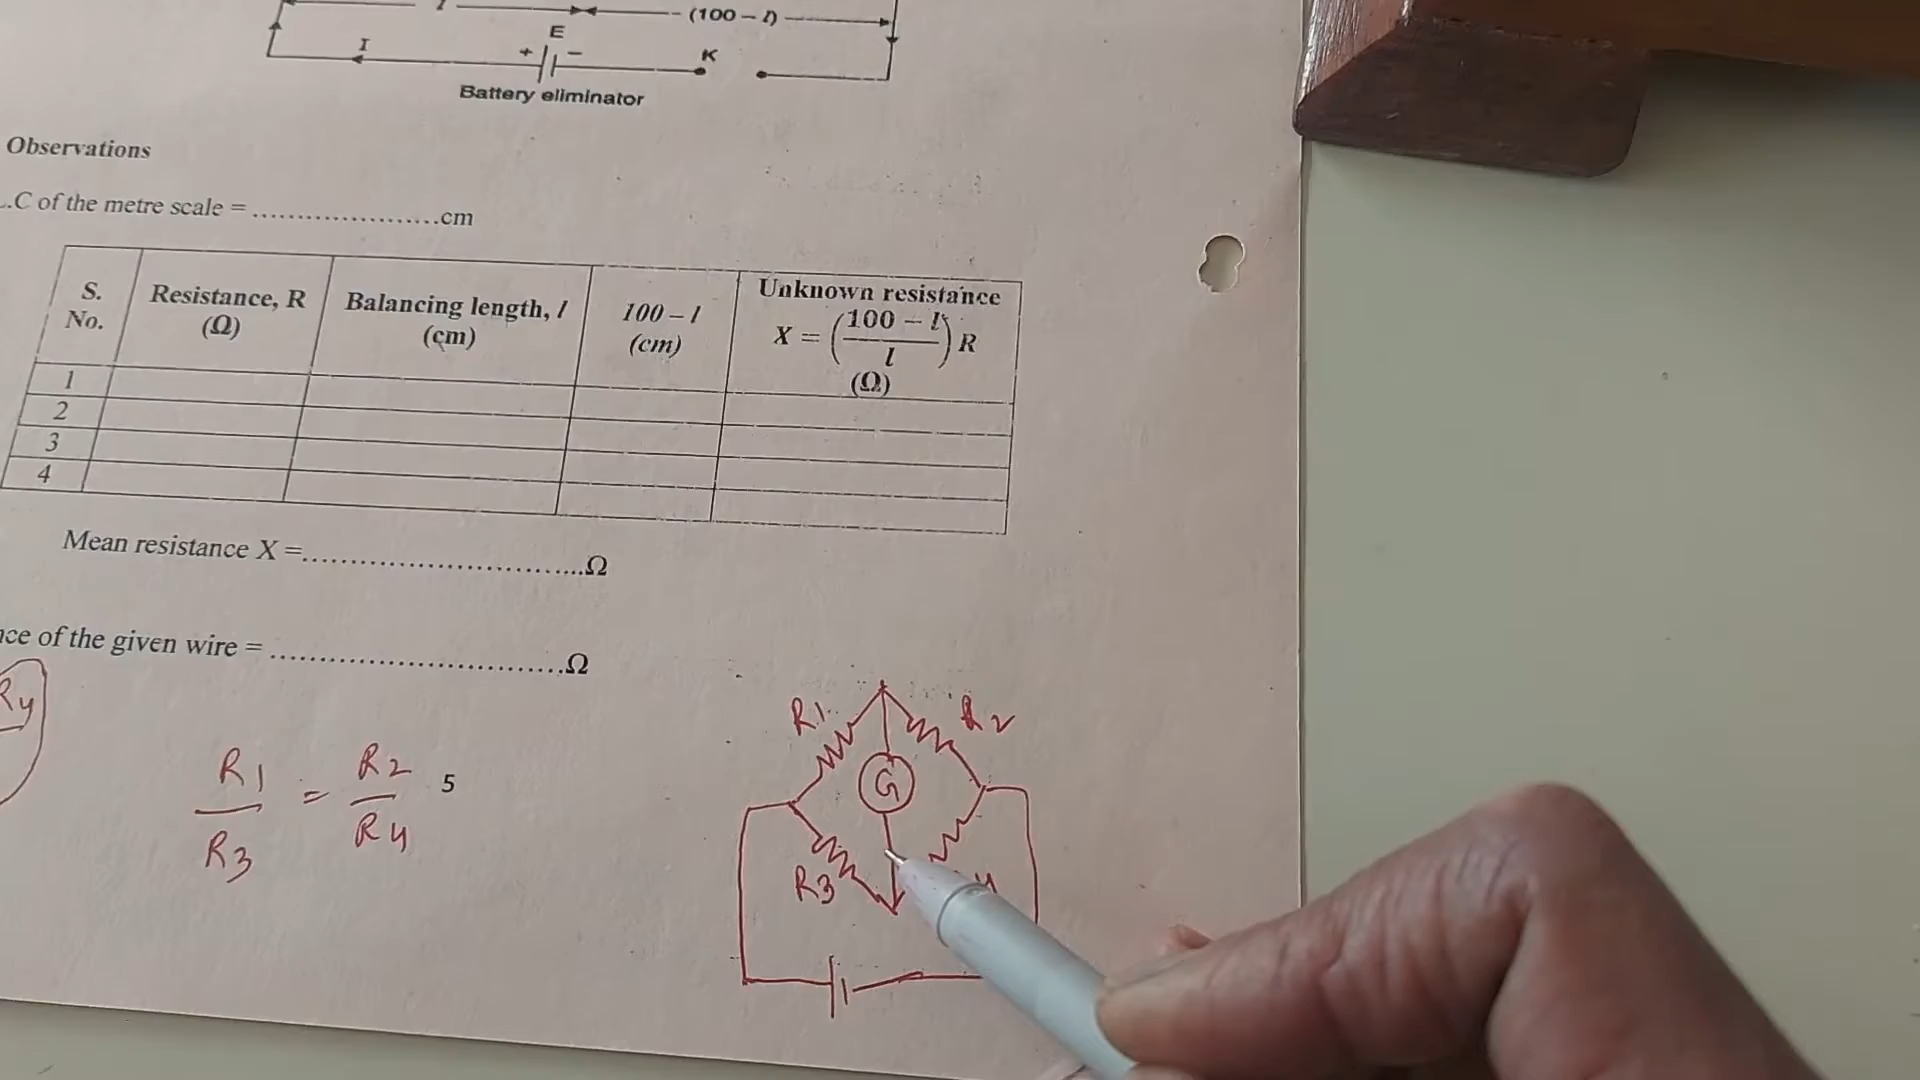 l (100 – l)
I E
+ – K
Battery eliminator
Observations
.C of the metre scale = ........................cm
S. No. Resistance, R (Ω) Balancing length, l (cm) 100 – l (cm) Unknown resistance X = (100 – l / l) R (Ω)
1
2
3
4
Mean resistance X =................................Ω
ce of the given wire = ................................Ω
R4
R1 / R3 = R2 / R4
5
R1 R2
G
R3 4